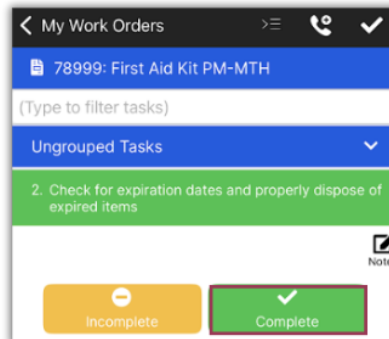 My Work Orders
78999: First Aid Kit PM-MTH
(Type to filter tasks)
Ungrouped Tasks
2. Check for expiration dates and properly dispose of
expired items
Incomplete
Complete